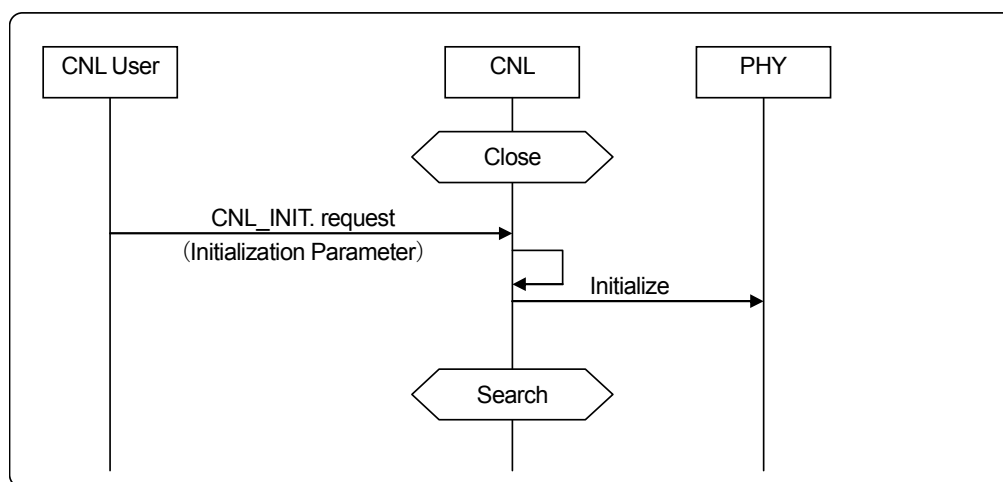 CNL User
CNL
PHY
Close
CNL_INIT. request
（Initialization Parameter）
Initialize
Search